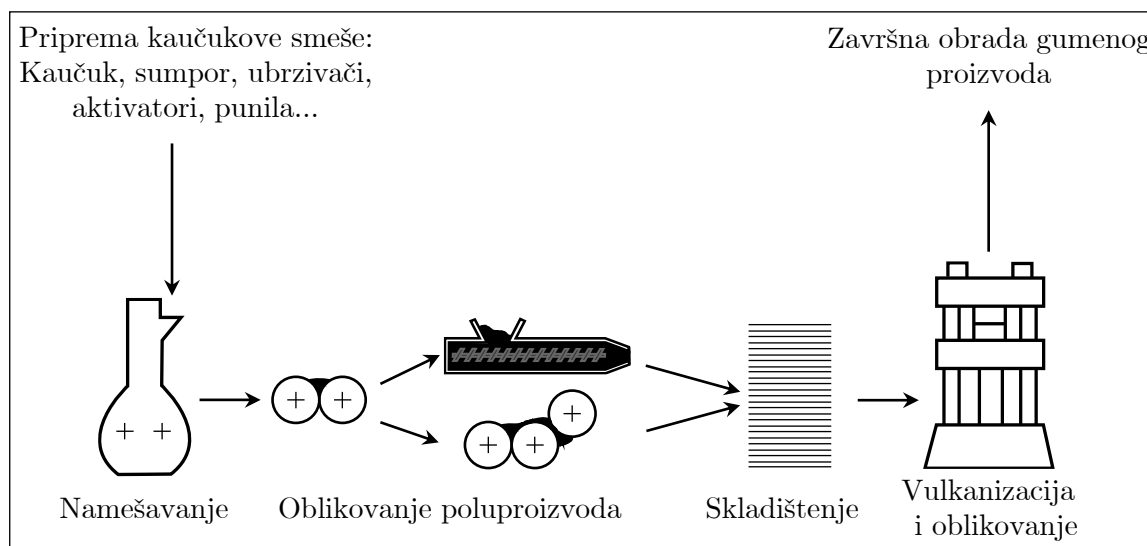 Priprema kaučukove smeše:
Kaučuk, sumpor, ubrzivači,
aktivatori, punila...
Završna obrada gumenog
proizvoda
Namešavanje
Oblikovanje poluproizvoda
Skladištenje
Vulkanizacija
i oblikovanje